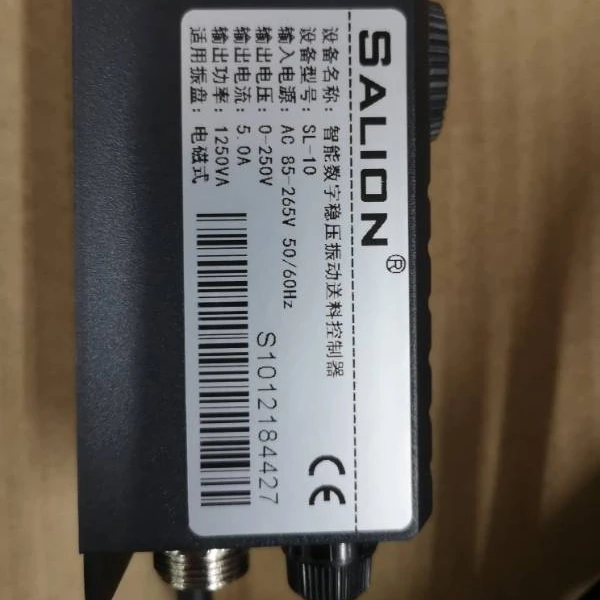 SALION®
设备名称: 智能数字稳压振动送料控制器
设备型号: SL-10
输入电源: AC 85-265V 50/60Hz
输出电压: 0-250V
输出电流: 5.0A
输出功率: 1250VA
适用振盘: 电磁式
S1012184427
CE